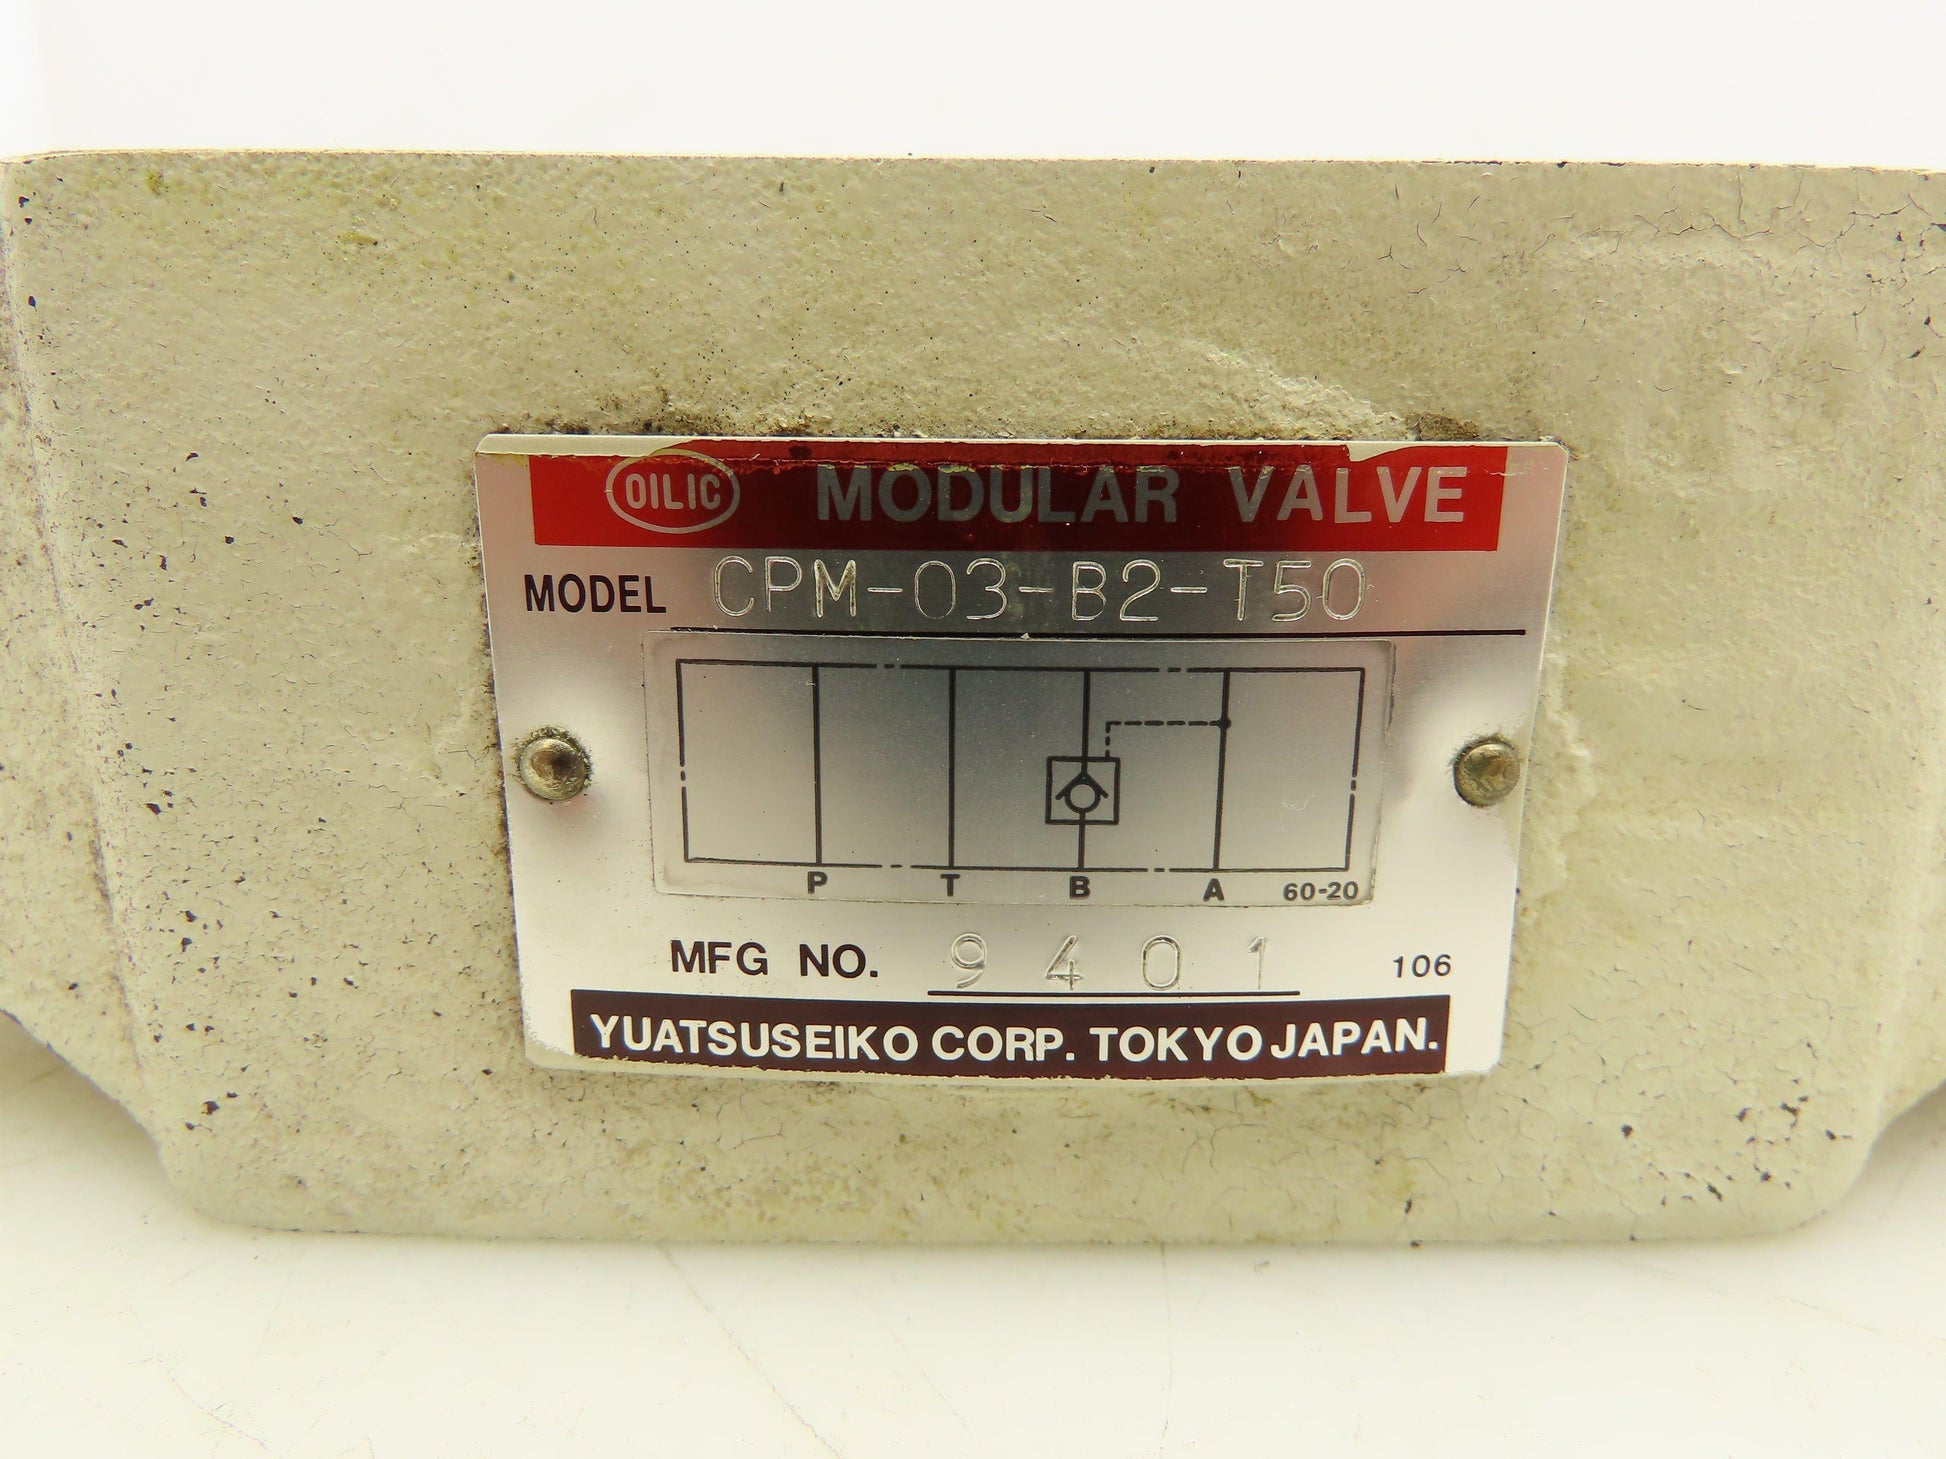 OILIC MODULAR VALVE
MODEL CPM-03-B2-T50
P T B A 60-20
MFG NO. 9401 106
YUATSUSEIKO CORP. TOKYO JAPAN.